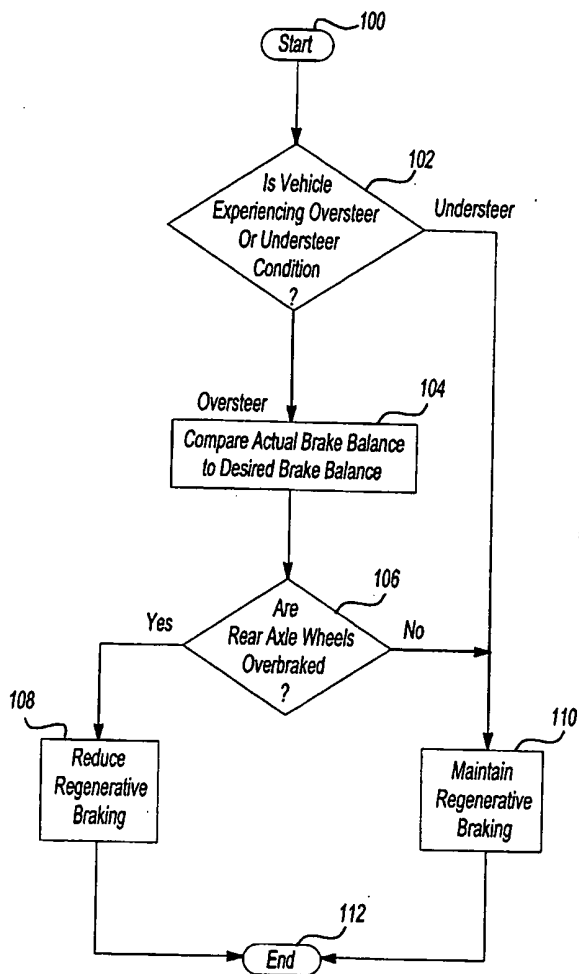 100
Start
102
Is Vehicle
Experiencing Oversteer
Or Understeer
Condition
?
Understeer
Oversteer
104
Compare Actual Brake Balance
to Desired Brake Balance
106
Are
Rear Axle Wheels
Overbraked
?
Yes
No
108
Reduce
Regenerative
Braking
110
Maintain
Regenerative
Braking
112
End